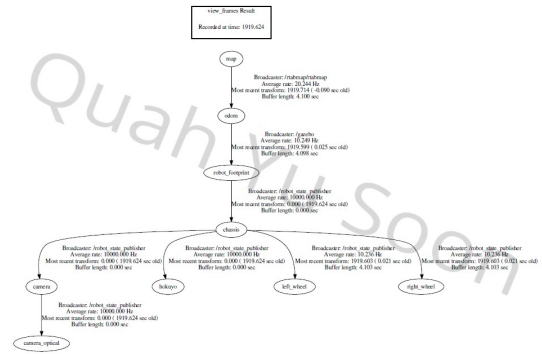 view_frames Result
Recorded at time: 1919.624
map
Broadcaster: /rtabmap/rtabmap
Average rate: 20.244 Hz
Most recent transform: 1919.714 ( -0.090 sec old)
Buffer length: 4.100 sec
odom
Broadcaster: /gazebo
Average rate: 10.249 Hz
Most recent transform: 1919.599 ( 0.025 sec old)
Buffer length: 4.098 sec
robot_footprint
Broadcaster: /robot_state_publisher
Average rate: 10000.000 Hz
Most recent transform: 0.000 ( 1919.624 sec old)
Buffer length: 0.000 sec
chassis
Broadcaster: /robot_state_publisher
Average rate: 10000.000 Hz
Most recent transform: 0.000 ( 1919.624 sec old)
Buffer length: 0.000 sec
Broadcaster: /robot_state_publisher
Average rate: 10000.000 Hz
Most recent transform: 0.000 ( 1919.624 sec old)
Buffer length: 0.000 sec
Broadcaster: /robot_state_publisher
Average rate: 10.236 Hz
Most recent transform: 1919.603 ( 0.021 sec old)
Buffer length: 4.103 sec
Broadcaster: /robot_state_publisher
Average rate: 10.236 Hz
Most recent transform: 1919.603 ( 0.021 sec old)
Buffer length: 4.103 sec
camera
hokuyo
left_wheel
right_wheel
Broadcaster: /robot_state_publisher
Average rate: 10000.000 Hz
Most recent transform: 0.000 ( 1919.624 sec old)
Buffer length: 0.000 sec
camera_optical
Quah Yu Soon